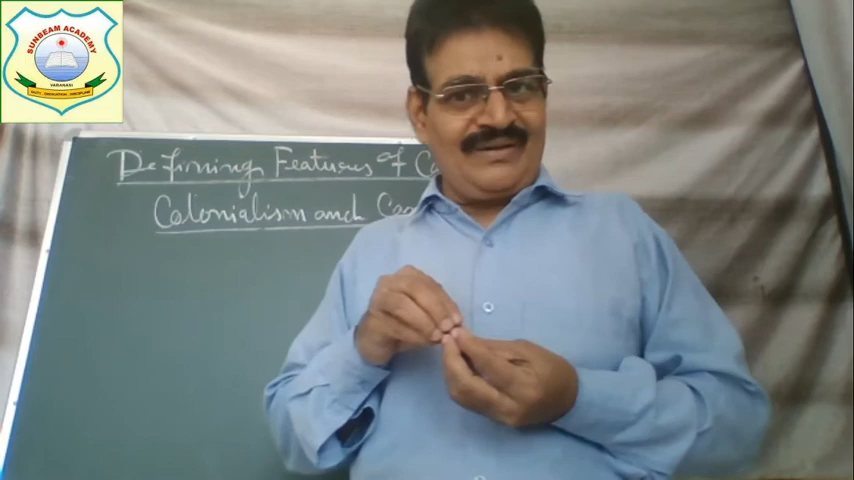 SUNBEAM ACADEMY
VARANASI
Defining Features of
Colonialism and